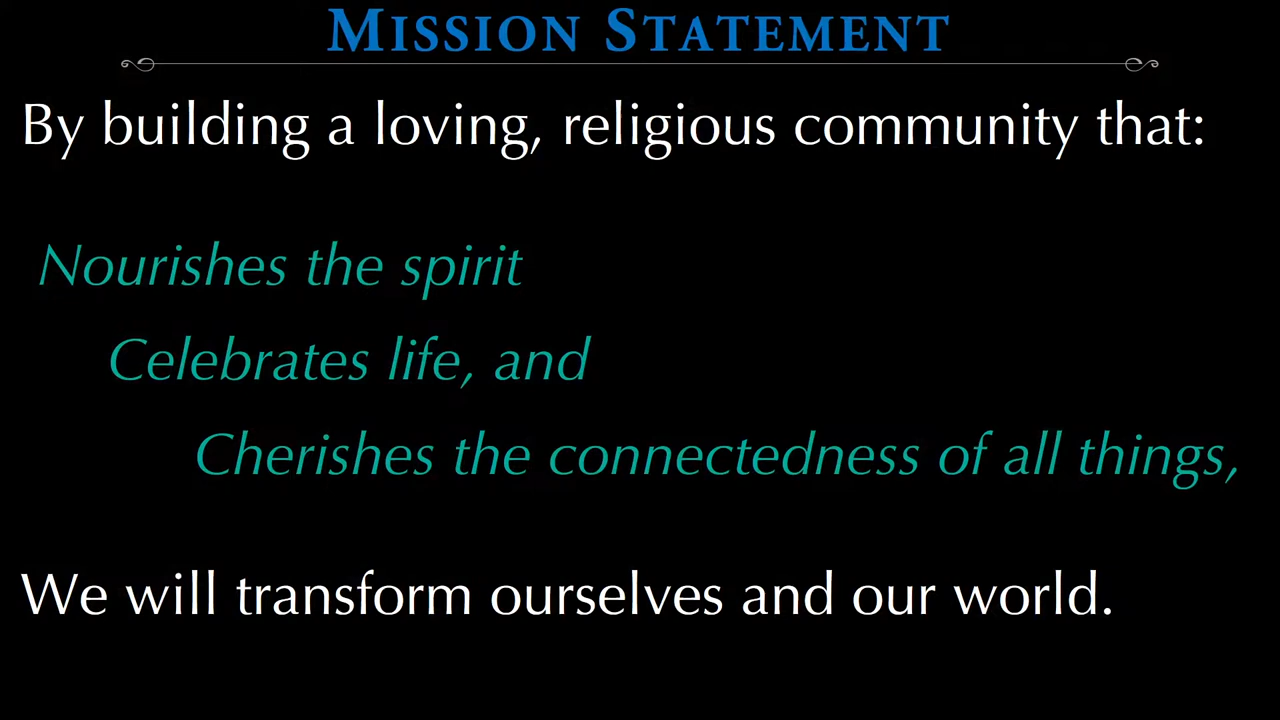 Mission Statement
By building a loving, religious community that:
Nourishes the spirit
Celebrates life, and
Cherishes the connectedness of all things,
We will transform ourselves and our world.